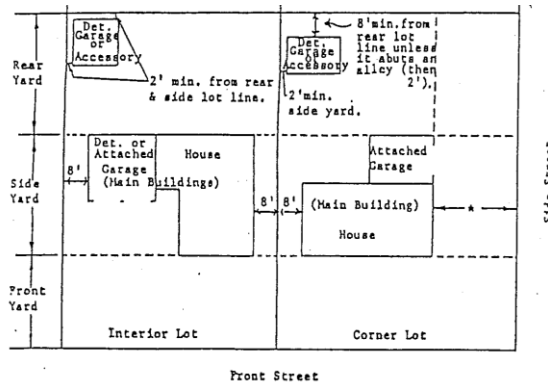 Det.
Garage
or
Accessory
2' min. from rear
& side lot line.
Det.
Garage
or
Accessory
8'min.from
rear lot
line unless
it abuts an
alley (then
2').
2'min.
side yard.
Rear
Yard
Side
Yard
Front
Yard
8'
Det. or
Attached
Garage
(Main Buildings)
House
8'
8'
Attached
Garage
(Main Building)
House
*
Side Street
Interior Lot
Corner Lot
Front Street